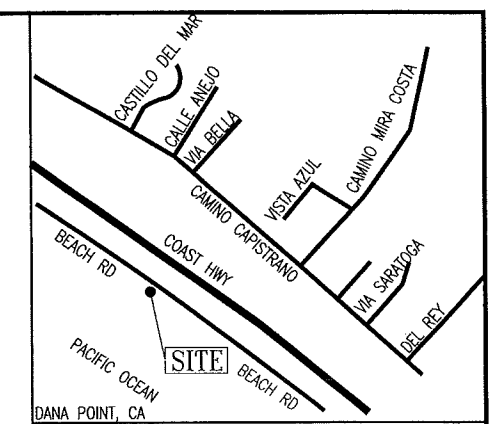 CASTILLO DEL MAR
CALLE ANEJO
VIA BELLA
CAMINO MIRA COSTA
VISTA AZUL
CAMINO CAPISTRANO
COAST HWY
BEACH RD
VIA SARATOGA
DEL REY
SITE
PACIFIC OCEAN
BEACH RD
DANA POINT, CA